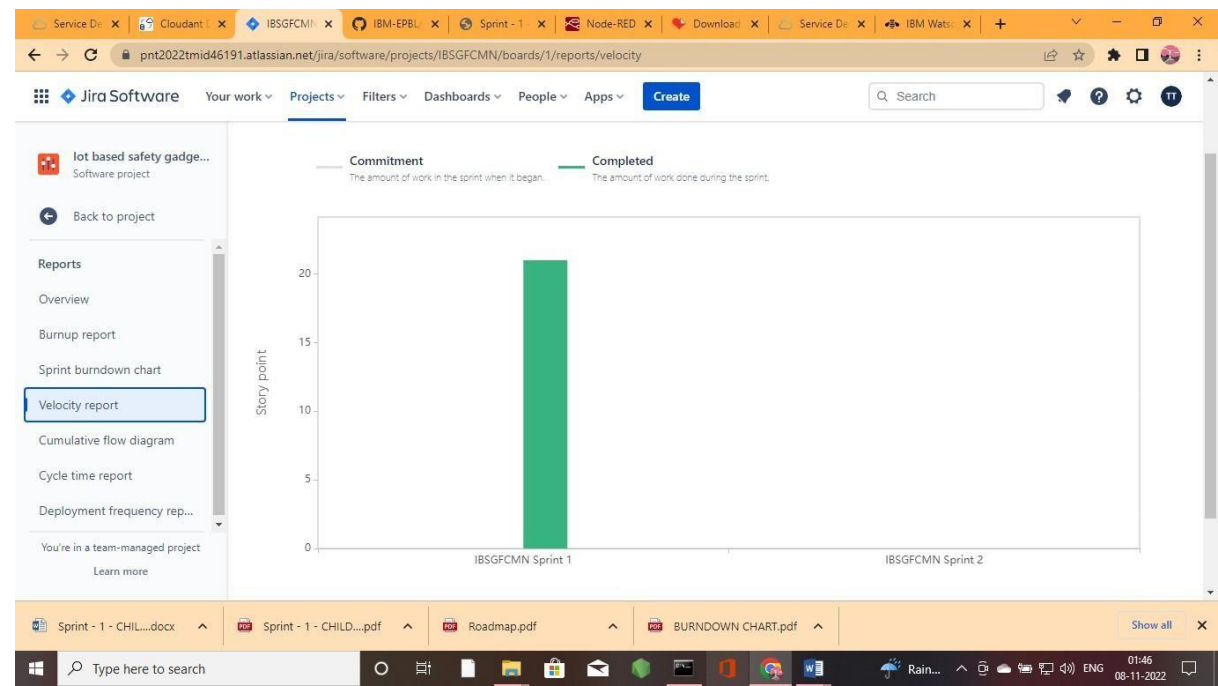 Service De
Cloudant
IBSGFCMN
IBM-EPBL
Sprint - 1 -
Node-RED
Download
Service De
IBM Wats
pnt2022tmid46191.atlassian.net/jira/software/projects/IBSGFCMN/boards/1/reports/velocity
Jira Software
Your work
Projects
Filters
Dashboards
People
Apps
Create
Search
TT
Iot based safety gadge...
Software project
Back to project
Reports
Overview
Burnup report
Sprint burndown chart
Velocity report
Cumulative flow diagram
Cycle time report
Deployment frequency rep...
You're in a team-managed project
Learn more
Commitment
The amount of work in the sprint when it began.
Completed
The amount of work done during the sprint.
Story point
20
15
10
5
0
IBSGFCMN Sprint 1
IBSGFCMN Sprint 2
Sprint - 1 - CHIL....docx
Sprint - 1 - CHILD....pdf
Roadmap.pdf
BURNDOWN CHART.pdf
Show all
Type here to search
Rain...
ENG
01:46
08-11-2022